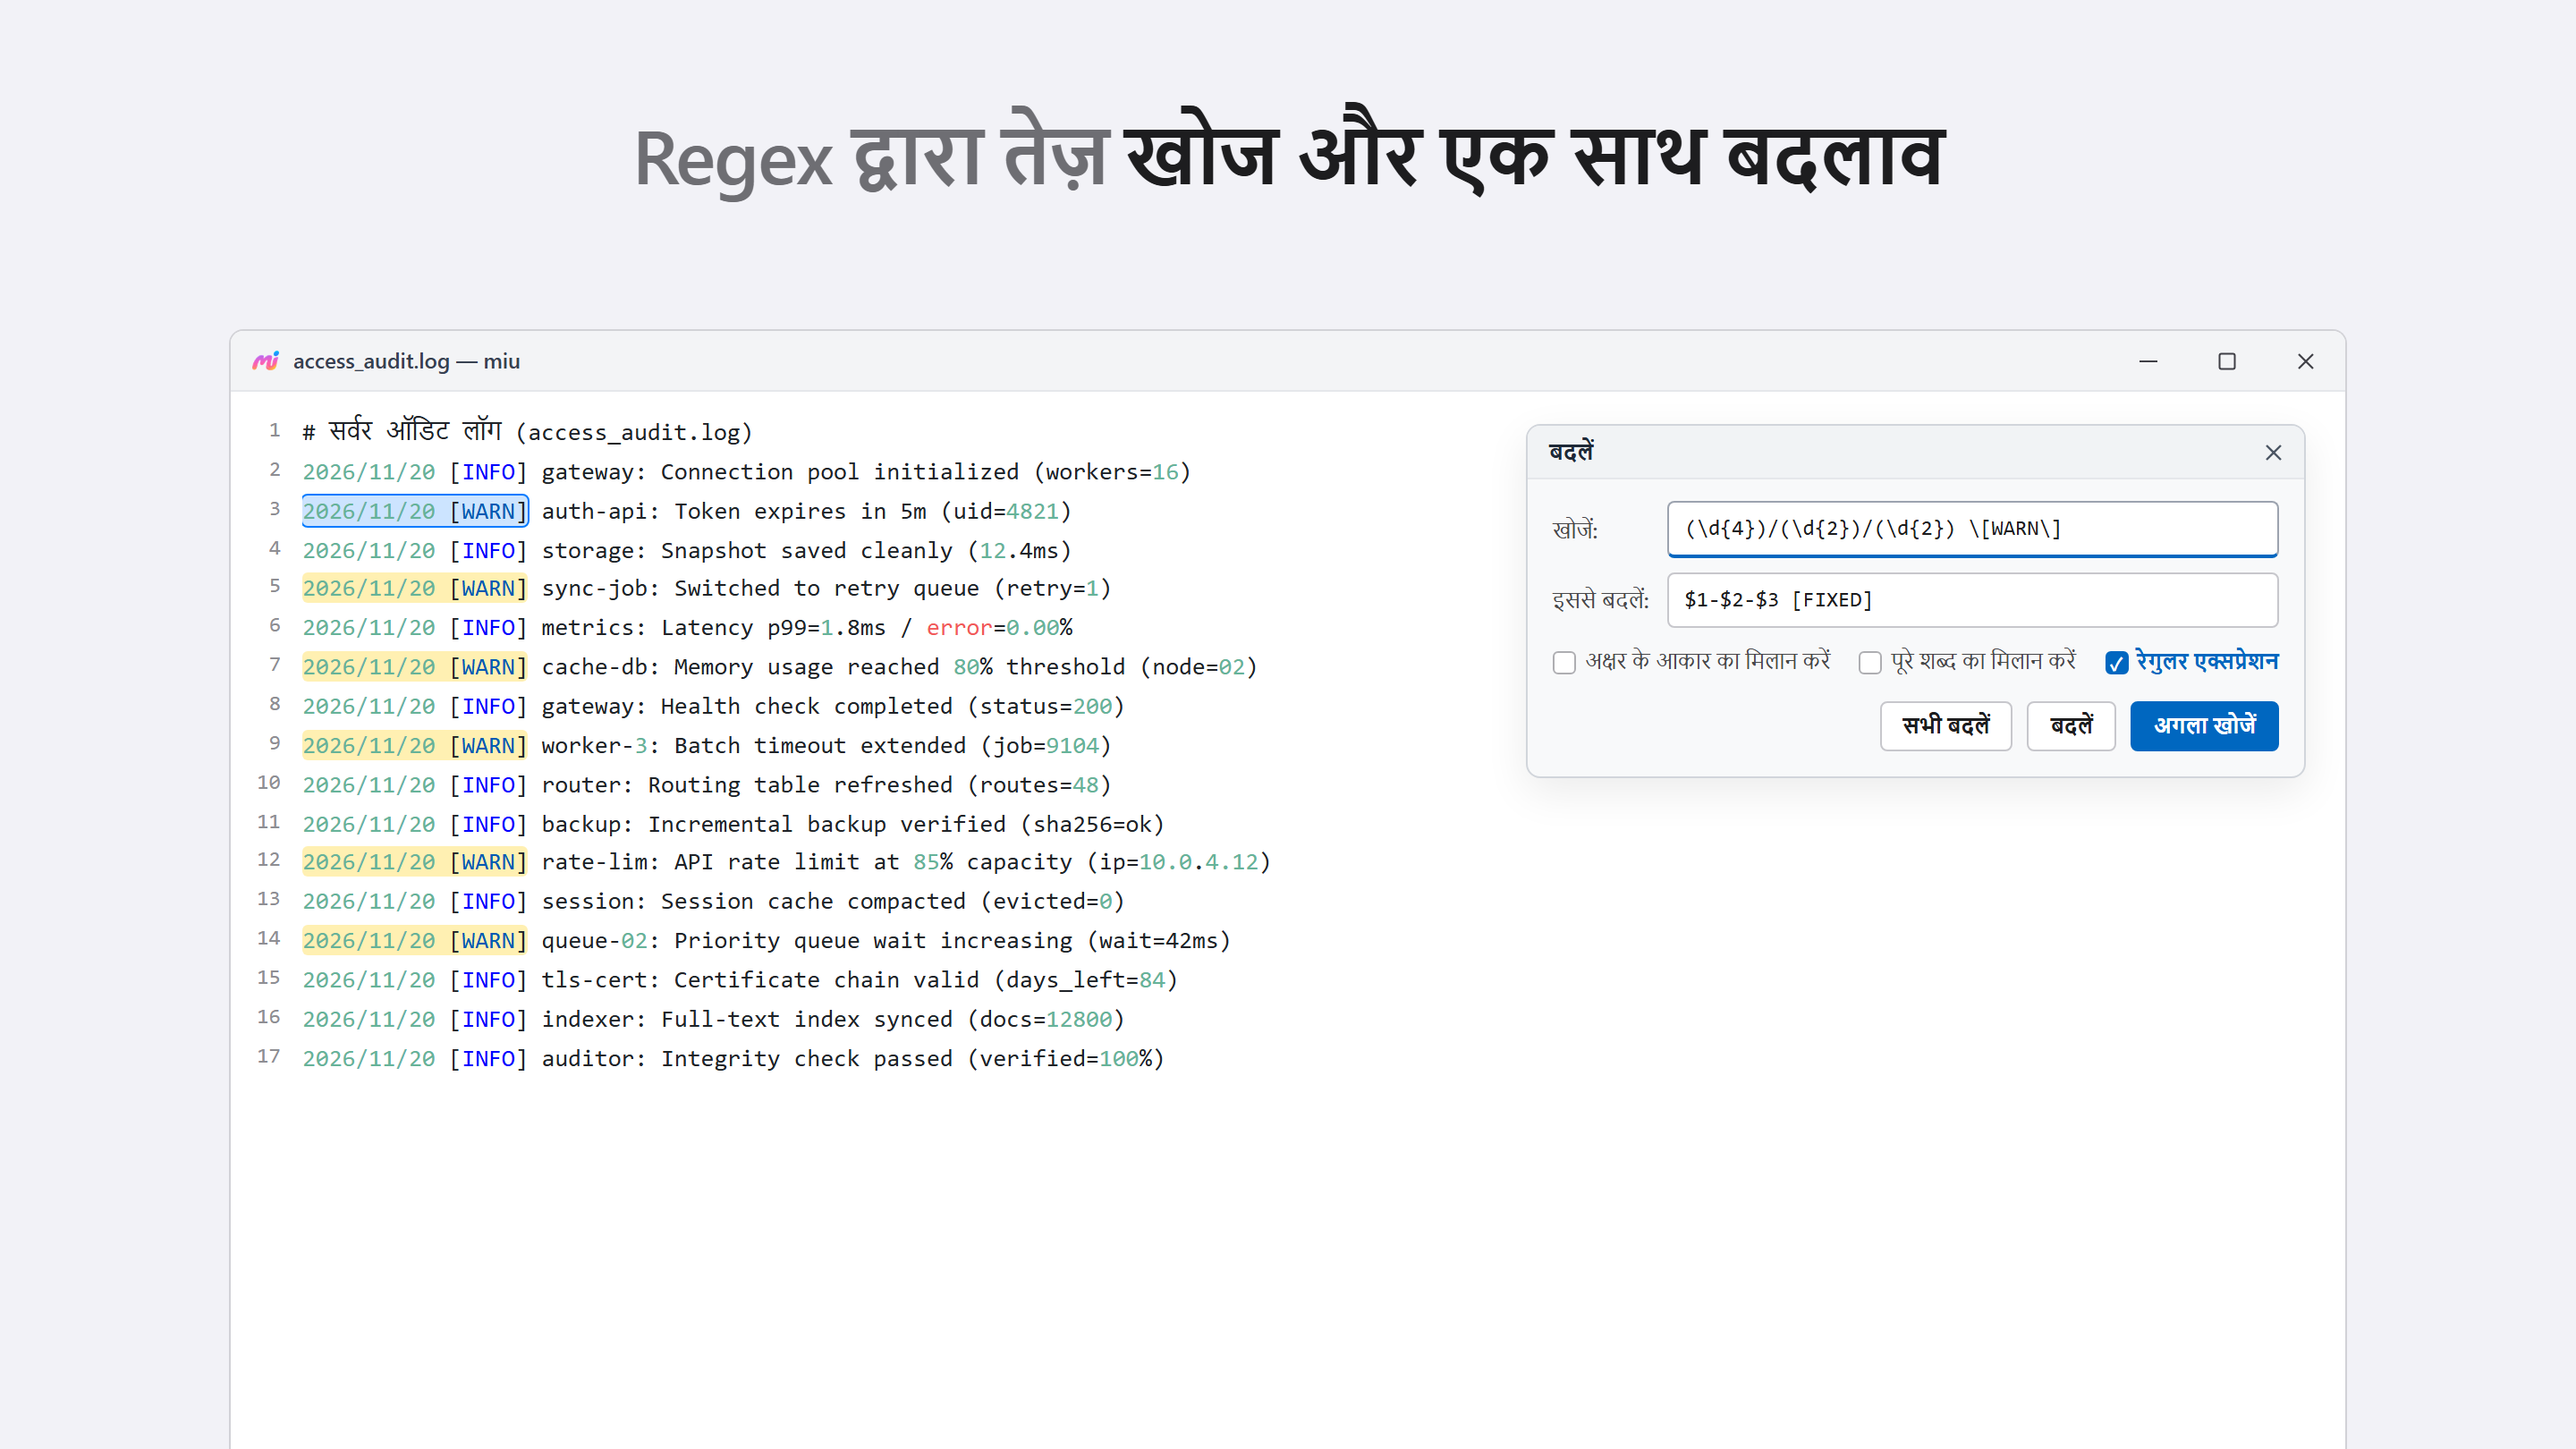 Regex द्वारा तेज़ खोज और एक साथ बदलाव
access_audit.log — miu
1 # सर्वर ऑडिट लॉग (access_audit.log)
2 2026/11/20 [INFO] gateway: Connection pool initialized (workers=16)
3 2026/11/20 [WARN] auth-api: Token expires in 5m (uid=4821)
4 2026/11/20 [INFO] storage: Snapshot saved cleanly (12.4ms)
5 2026/11/20 [WARN] sync-job: Switched to retry queue (retry=1)
6 2026/11/20 [INFO] metrics: Latency p99=1.8ms / error=0.00%
7 2026/11/20 [WARN] cache-db: Memory usage reached 80% threshold (node=02)
8 2026/11/20 [INFO] gateway: Health check completed (status=200)
9 2026/11/20 [WARN] worker-3: Batch timeout extended (job=9104)
10 2026/11/20 [INFO] router: Routing table refreshed (routes=48)
11 2026/11/20 [INFO] backup: Incremental backup verified (sha256=ok)
12 2026/11/20 [WARN] rate-lim: API rate limit at 85% capacity (ip=10.0.4.12)
13 2026/11/20 [INFO] session: Session cache compacted (evicted=0)
14 2026/11/20 [WARN] queue-02: Priority queue wait increasing (wait=42ms)
15 2026/11/20 [INFO] tls-cert: Certificate chain valid (days_left=84)
16 2026/11/20 [INFO] indexer: Full-text index synced (docs=12800)
17 2026/11/20 [INFO] auditor: Integrity check passed (verified=100%)
बदलें
खोजें: (\d{4})/(\d{2})/(\d{2}) \[WARN\]
इससे बदलें: $1-$2-$3 [FIXED]
अक्षर के आकार का मिलान करें पूरे शब्द का मिलान करें रेगुलर एक्सप्रेशन
सभी बदलें बदलें अगला खोजें